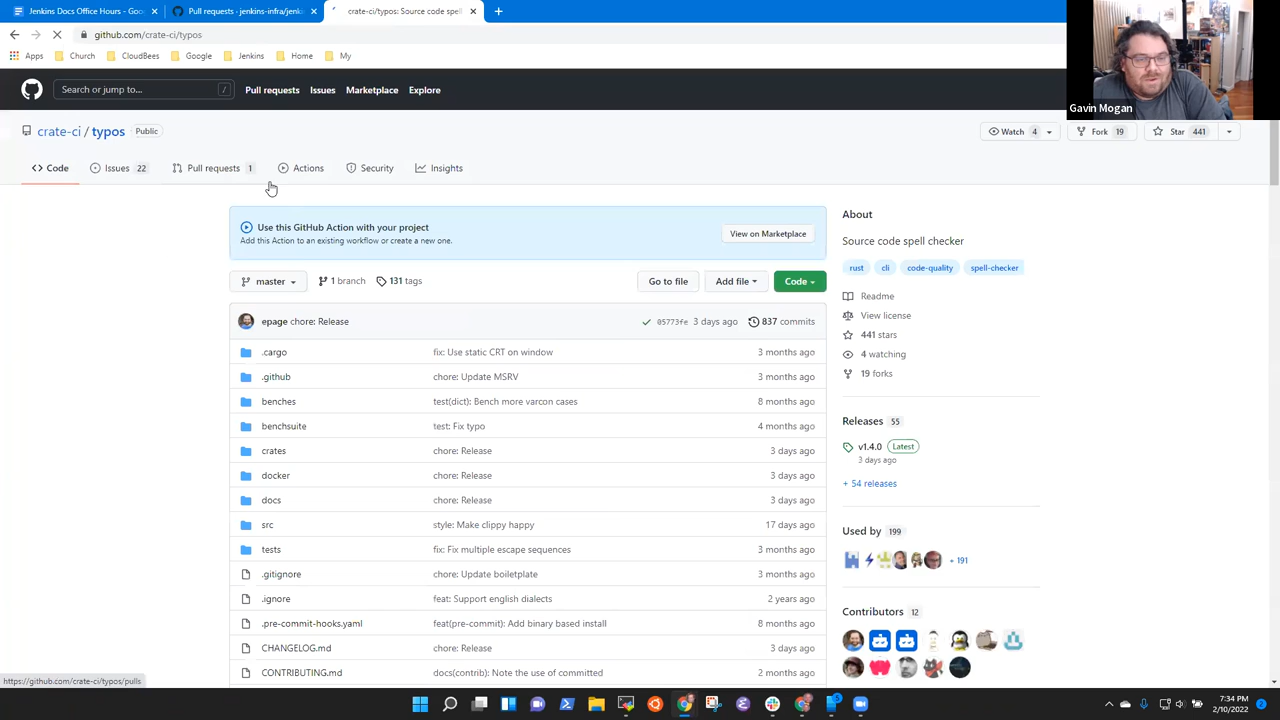 Jenkins Docs Office Hours - Goo
Pull requests · jenkins-infra/jenki
crate-ci/typos: Source code spell
github.com/crate-ci/typos
Apps
Church
CloudBees
Google
Jenkins
Home
My
Gavin Mogan
Search or jump to...
/
Pull requests
Issues
Marketplace
Explore
crate-ci / typos
Public
Watch 4
Fork 19
Star 441
Code
Issues 22
Pull requests 1
Actions
Security
Insights
Use this GitHub Action with your project
Add this Action to an existing workflow or create a new one.
View on Marketplace
master
1 branch
131 tags
Go to file
Add file
Code
epage chore: Release
05773fe 3 days ago
837 commits
.cargo fix: Use static CRT on window 3 months ago
.github chore: Update MSRV 3 months ago
benches test(dict): Bench more varcon cases 8 months ago
benchsuite test: Fix typo 4 months ago
crates chore: Release 3 days ago
docker chore: Release 3 days ago
docs chore: Release 3 days ago
src style: Make clippy happy 17 days ago
tests fix: Fix multiple escape sequences 3 months ago
.gitignore chore: Update boiletplate 3 months ago
.ignore feat: Support english dialects 2 years ago
.pre-commit-hooks.yaml feat(pre-commit): Add binary based install 8 months ago
CHANGELOG.md chore: Release 3 days ago
CONTRIBUTING.md docs(contrib): Note the use of committed 2 months ago
About
Source code spell checker
rust
cli
code-quality
spell-checker
Readme
View license
441 stars
4 watching
19 forks
Releases 55
v1.4.0 Latest
3 days ago
+ 54 releases
Used by 199
+ 191
Contributors 12
https://github.com/crate-ci/typos/pulls
7:34 PM
2/10/2022